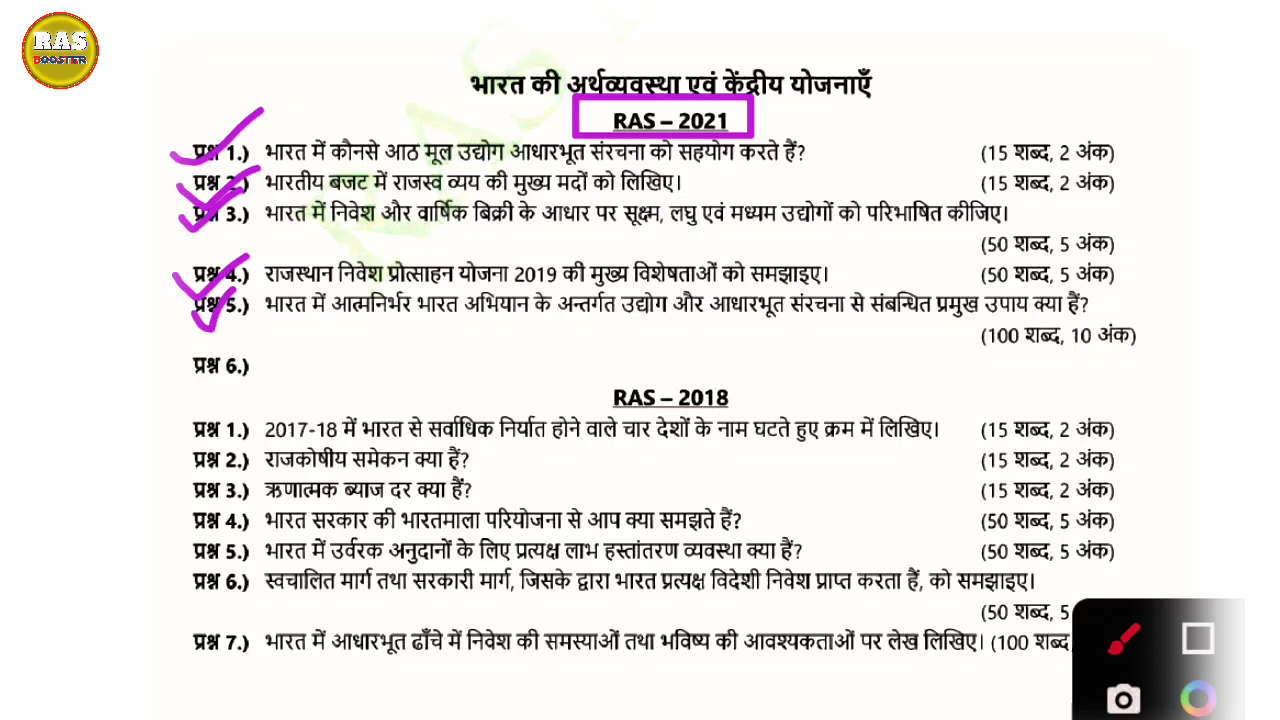 RAS
BOOSTER
भारत की अर्थव्यवस्था एवं केंद्रीय योजनाएँ
RAS – 2021
प्रश्न 1.) भारत में कौनसे आठ मूल उद्योग आधारभूत संरचना को सहयोग करते हैं? (15 शब्द, 2 अंक)
प्रश्न 2.) भारतीय बजट में राजस्व व्यय की मुख्य मदों को लिखिए। (15 शब्द, 2 अंक)
प्रश्न 3.) भारत में निवेश और वार्षिक बिक्री के आधार पर सूक्ष्म, लघु एवं मध्यम उद्योगों को परिभाषित कीजिए।
(50 शब्द, 5 अंक)
प्रश्न 4.) राजस्थान निवेश प्रोत्साहन योजना 2019 की मुख्य विशेषताओं को समझाइए। (50 शब्द, 5 अंक)
प्रश्न 5.) भारत में आत्मनिर्भर भारत अभियान के अन्तर्गत उद्योग और आधारभूत संरचना से संबन्धित प्रमुख उपाय क्या हैं?
(100 शब्द, 10 अंक)
प्रश्न 6.)
RAS – 2018
प्रश्न 1.) 2017-18 में भारत से सर्वाधिक निर्यात होने वाले चार देशों के नाम घटते हुए क्रम में लिखिए। (15 शब्द, 2 अंक)
प्रश्न 2.) राजकोषीय समेकन क्या हैं? (15 शब्द, 2 अंक)
प्रश्न 3.) ऋणात्मक ब्याज दर क्या हैं? (15 शब्द, 2 अंक)
प्रश्न 4.) भारत सरकार की भारतमाला परियोजना से आप क्या समझते हैं? (50 शब्द, 5 अंक)
प्रश्न 5.) भारत में उर्वरक अनुदानों के लिए प्रत्यक्ष लाभ हस्तांतरण व्यवस्था क्या हैं? (50 शब्द, 5 अंक)
प्रश्न 6.) स्वचालित मार्ग तथा सरकारी मार्ग, जिसके द्वारा भारत प्रत्यक्ष विदेशी निवेश प्राप्त करता हैं, को समझाइए।
(50 शब्द, 5
प्रश्न 7.) भारत में आधारभूत ढाँचे में निवेश की समस्याओं तथा भविष्य की आवश्यकताओं पर लेख लिखिए। (100 शब्द,